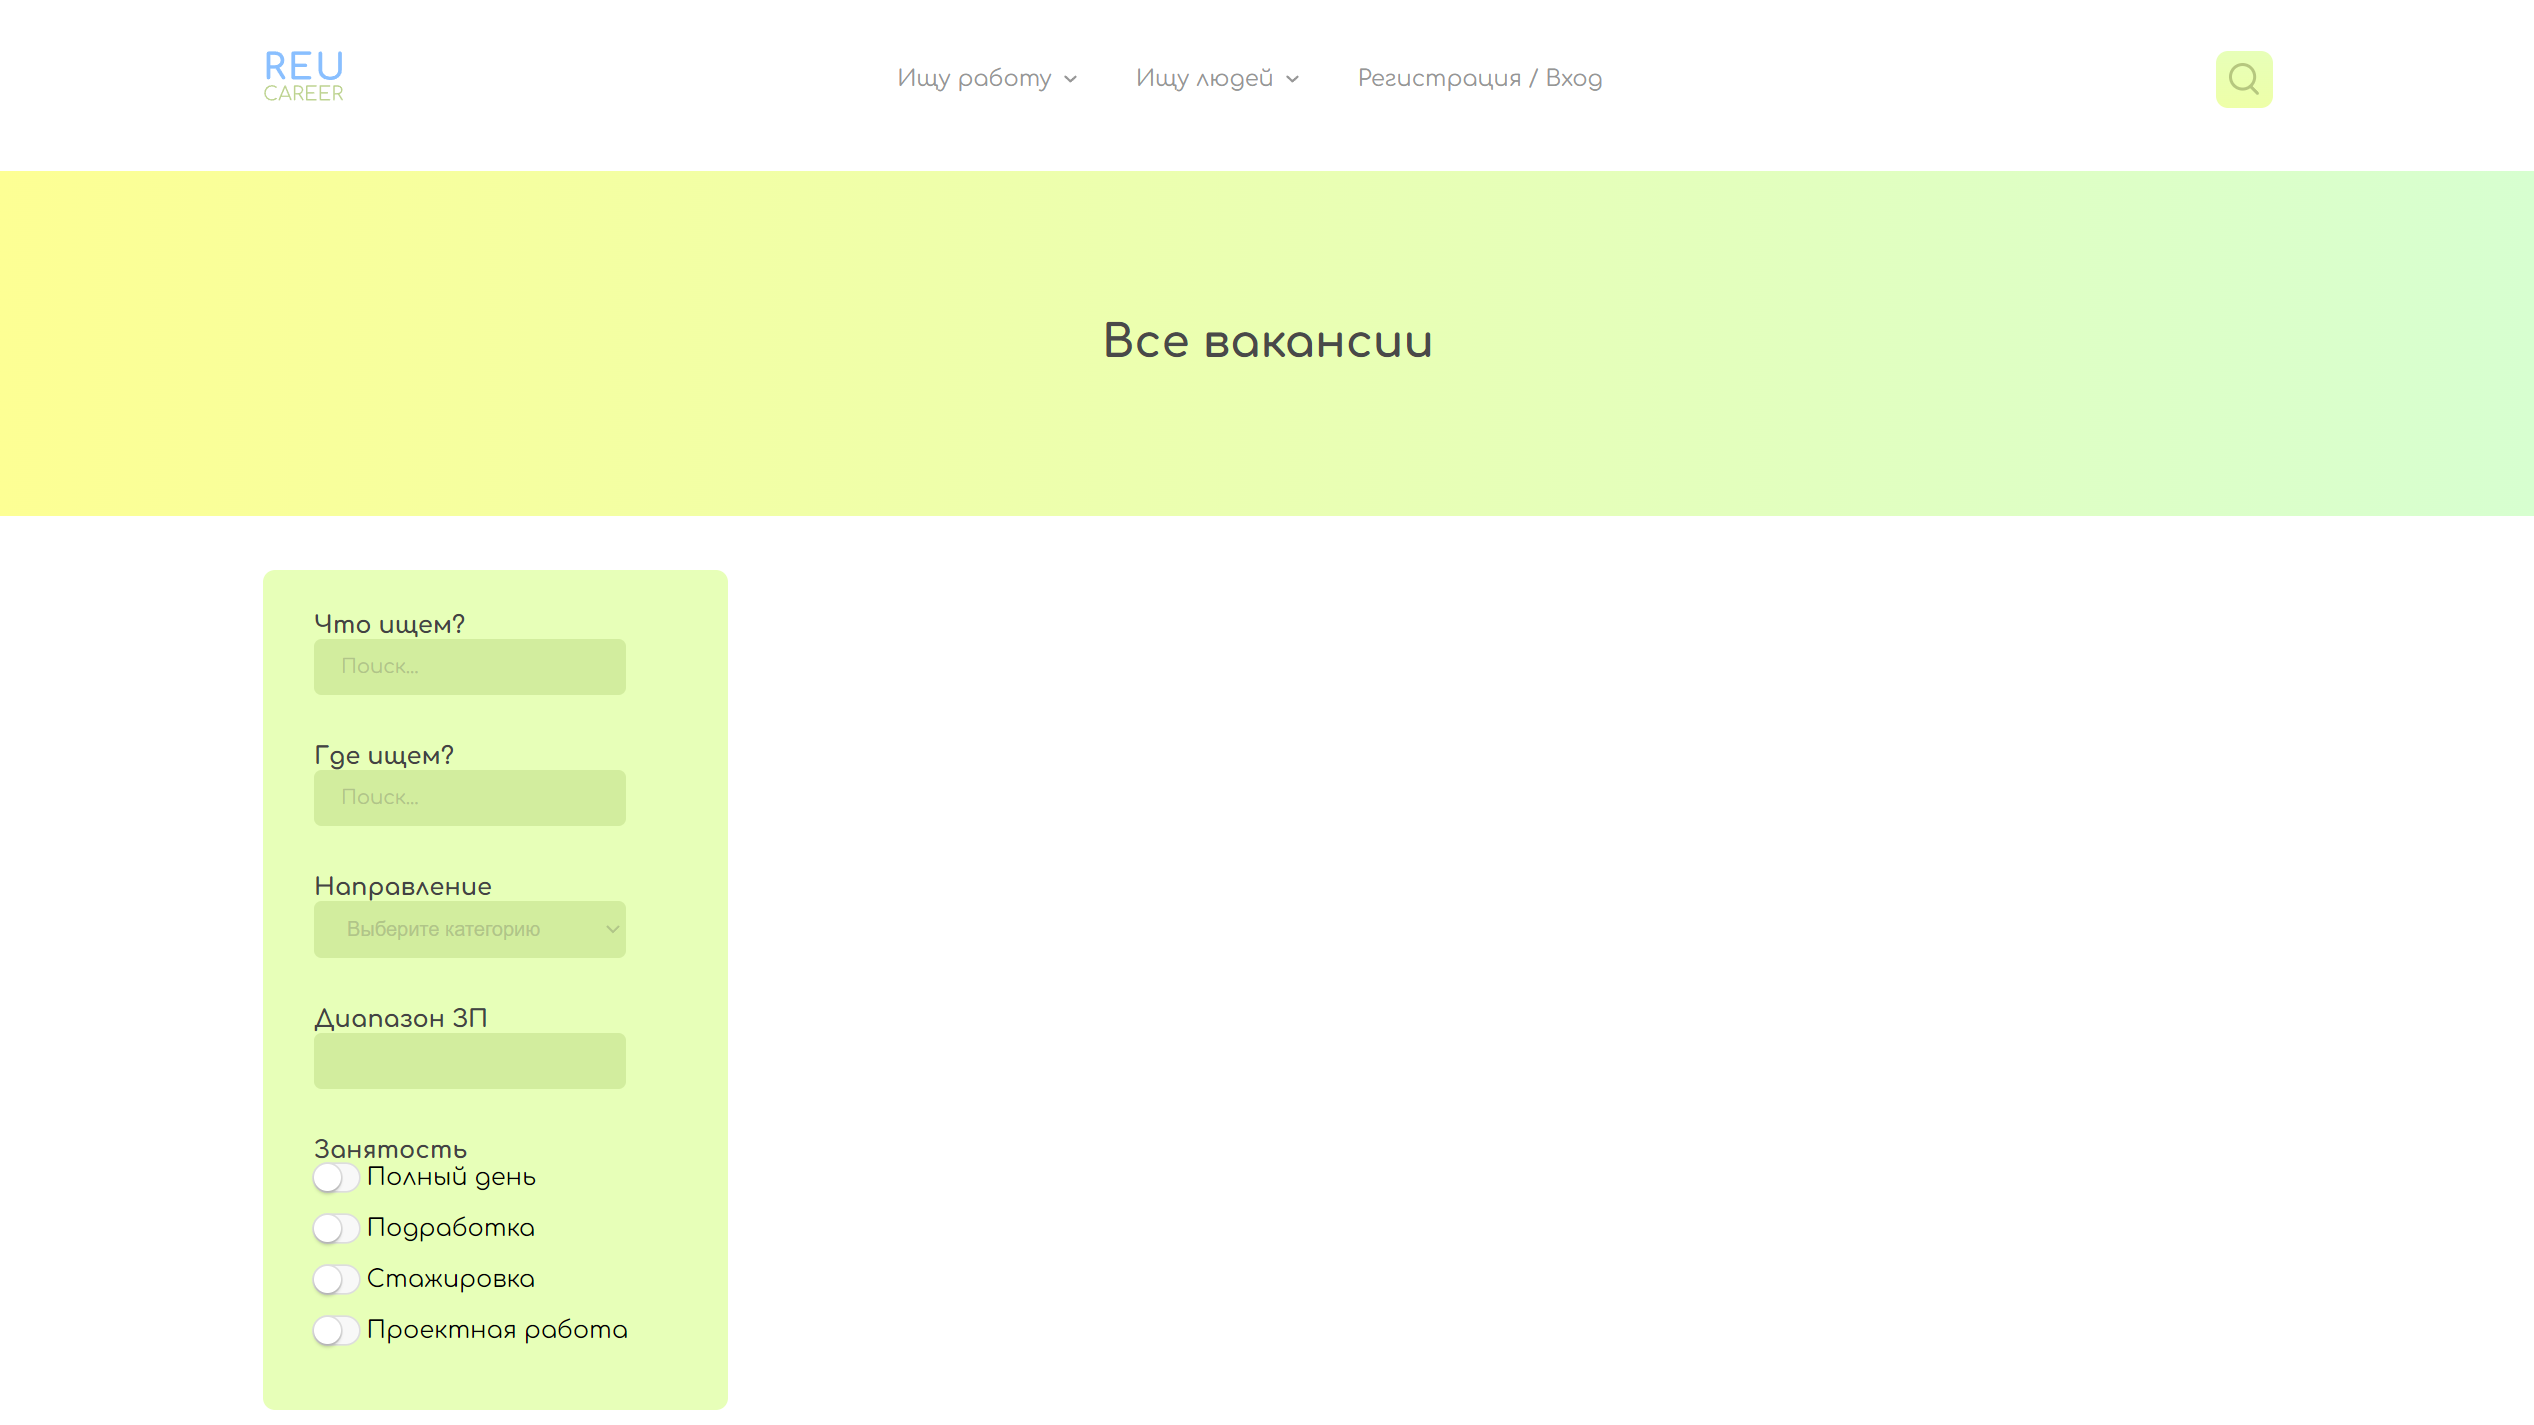 REU
CAREER
Ищу работу
Ищу людей
Регистрация / Вход
Все вакансии
Что ищем?
Поиск...
Где ищем?
Поиск...
Направление
Выберите категорию
Диапазон ЗП
Занятость
Полный день
Подработка
Стажировка
Проектная работа